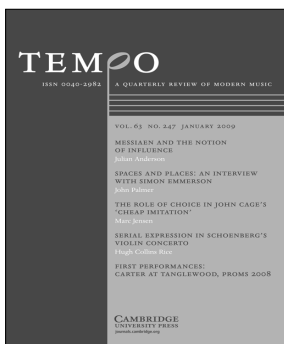 TEMPO
ISSN 0040-2982
A QUARTERLY REVIEW OF MODERN MUSIC
VOL. 63 NO. 247 JANUARY 2009
MESSIAEN AND THE NOTION
OF INFLUENCE
Julian Anderson
SPACES AND PLACES: AN INTERVIEW
WITH SIMON EMMERSON
John Palmer
THE ROLE OF CHOICE IN JOHN CAGE'S
'CHEAP IMITATION'
Marc Jensen
SERIAL EXPRESSION IN SCHOENBERG'S
VIOLIN CONCERTO
Hugh Collins Rice
FIRST PERFORMANCES:
CARTER AT TANGLEWOOD, PROMS 2008
CAMBRIDGE
UNIVERSITY PRESS
journals.cambridge.org